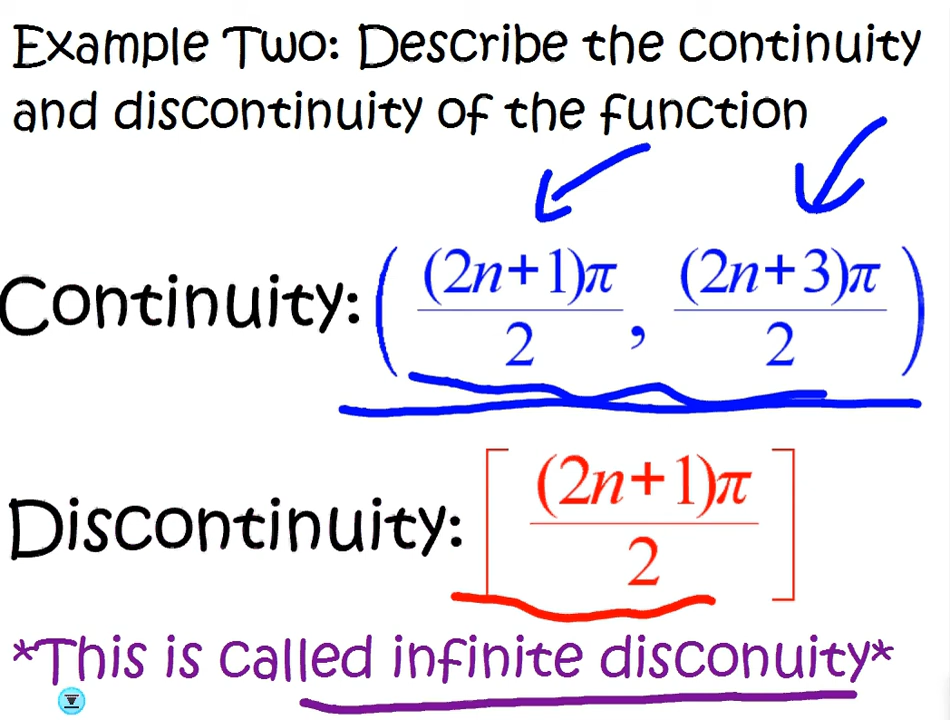 Example Two: Describe the continuity
and discontinuity of the function
Continuity: ( (2n+1)π/2 , (2n+3)π/2 )
Discontinuity: [ (2n+1)π/2 ]
*This is called infinite disconuity*